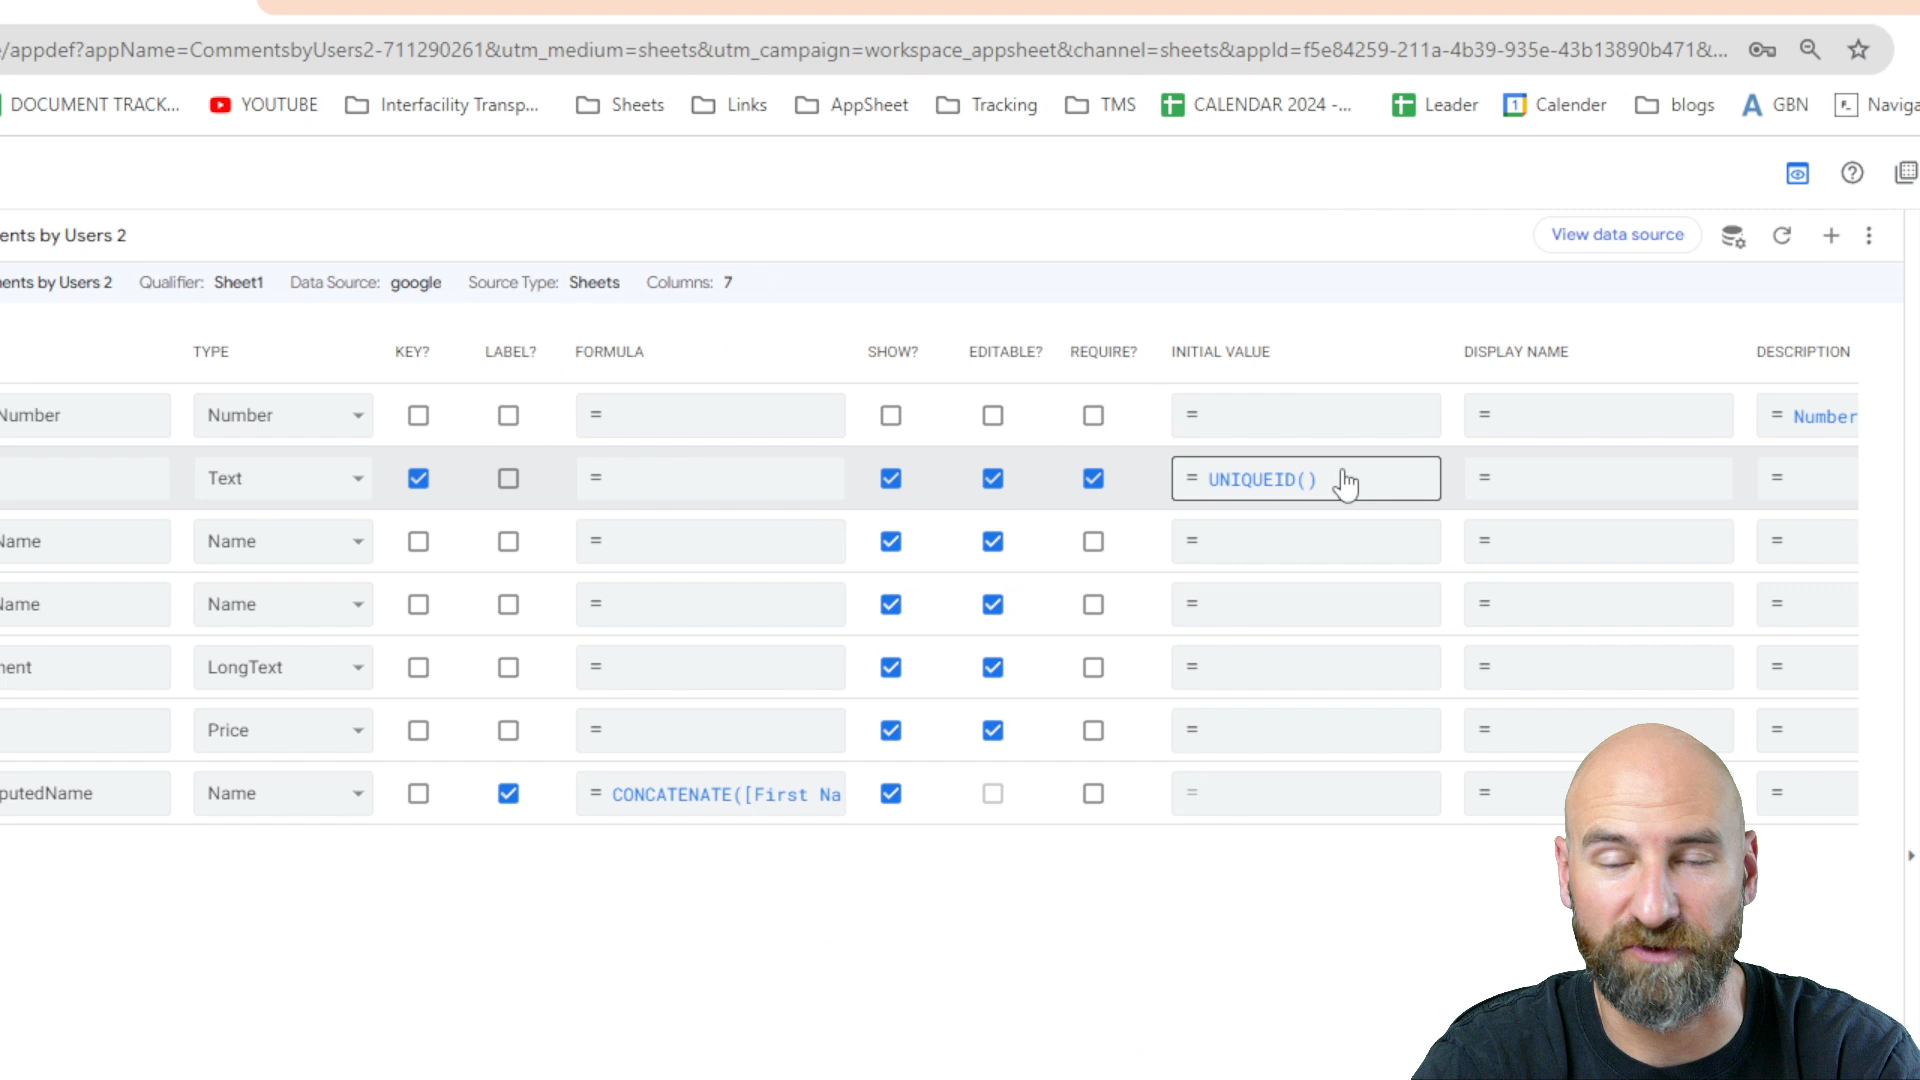 /appdef?appName=CommentsbyUsers2-711290261&utm_medium=sheets&utm_campaign=workspace_appsheet&channel=sheets&appId=f5e84259-211a-4b39-935e-43b13890b471&...
DOCUMENT TRACK... YOUTUBE Interfacility Transp... Sheets Links AppSheet Tracking TMS CALENDAR 2024 -... Leader 1 Calender blogs GBN Naviga
ents by Users 2 View data source
ents by Users 2 Qualifier: Sheet1 Data Source: google Source Type: Sheets Columns: 7
TYPE KEY? LABEL? FORMULA SHOW? EDITABLE? REQUIRE? INITIAL VALUE DISPLAY NAME DESCRIPTION
Number Number = = = = Number
Text = = UNIQUEID() = =
Name Name = = = =
Name Name = = = =
ent LongText = = = =
Price = = = =
putedName Name = CONCATENATE([First Na = = =